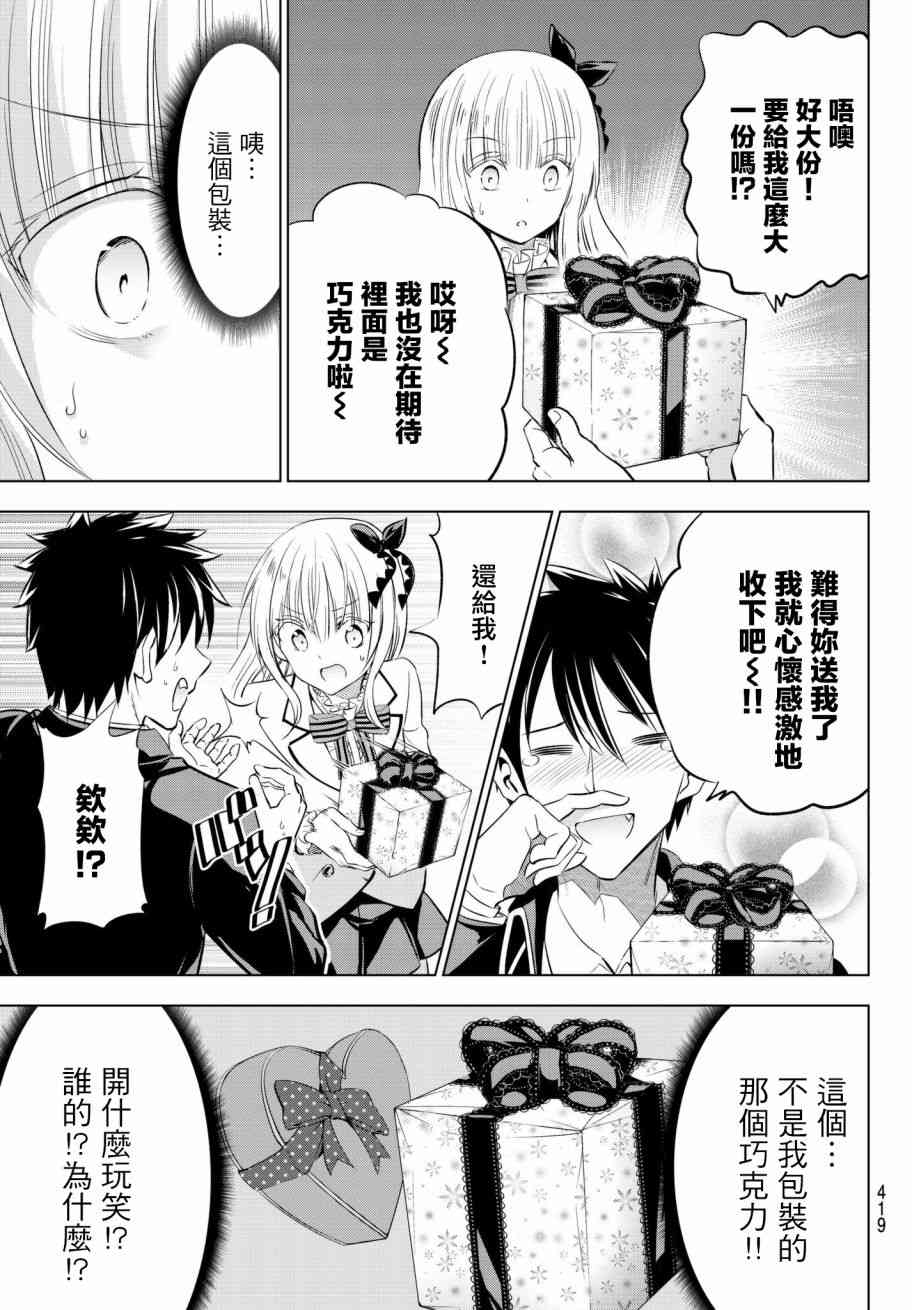 唔噢
好大份！
要給我這麼大
一份嗎!?
哎呀～
我也沒在期待
裡面是
巧克力啦～
咦…
這個包裝…
難得妳送我了
我就心懷感激地
收下吧～!!
還給我！
欸欸!?
這個…
不是我包裝的
那個巧克力!!
開什麼玩笑!?
誰的!?為什麼!?
419